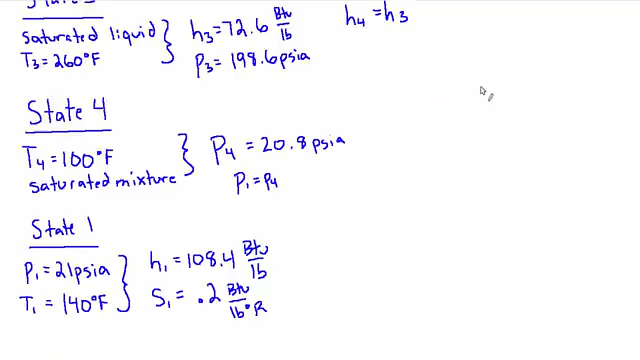 saturated liquid } h3 = 72.6 Btu/lb h4 = h3
T3 = 260°F P3 = 198.6 psia
State 4
T4 = 100°F } P4 = 20.8 psia
saturated mixture P1 = P4
State 1
P1 = 21 psia } h1 = 108.4 Btu/lb
T1 = 140°F S1 = .2 Btu/lb°R